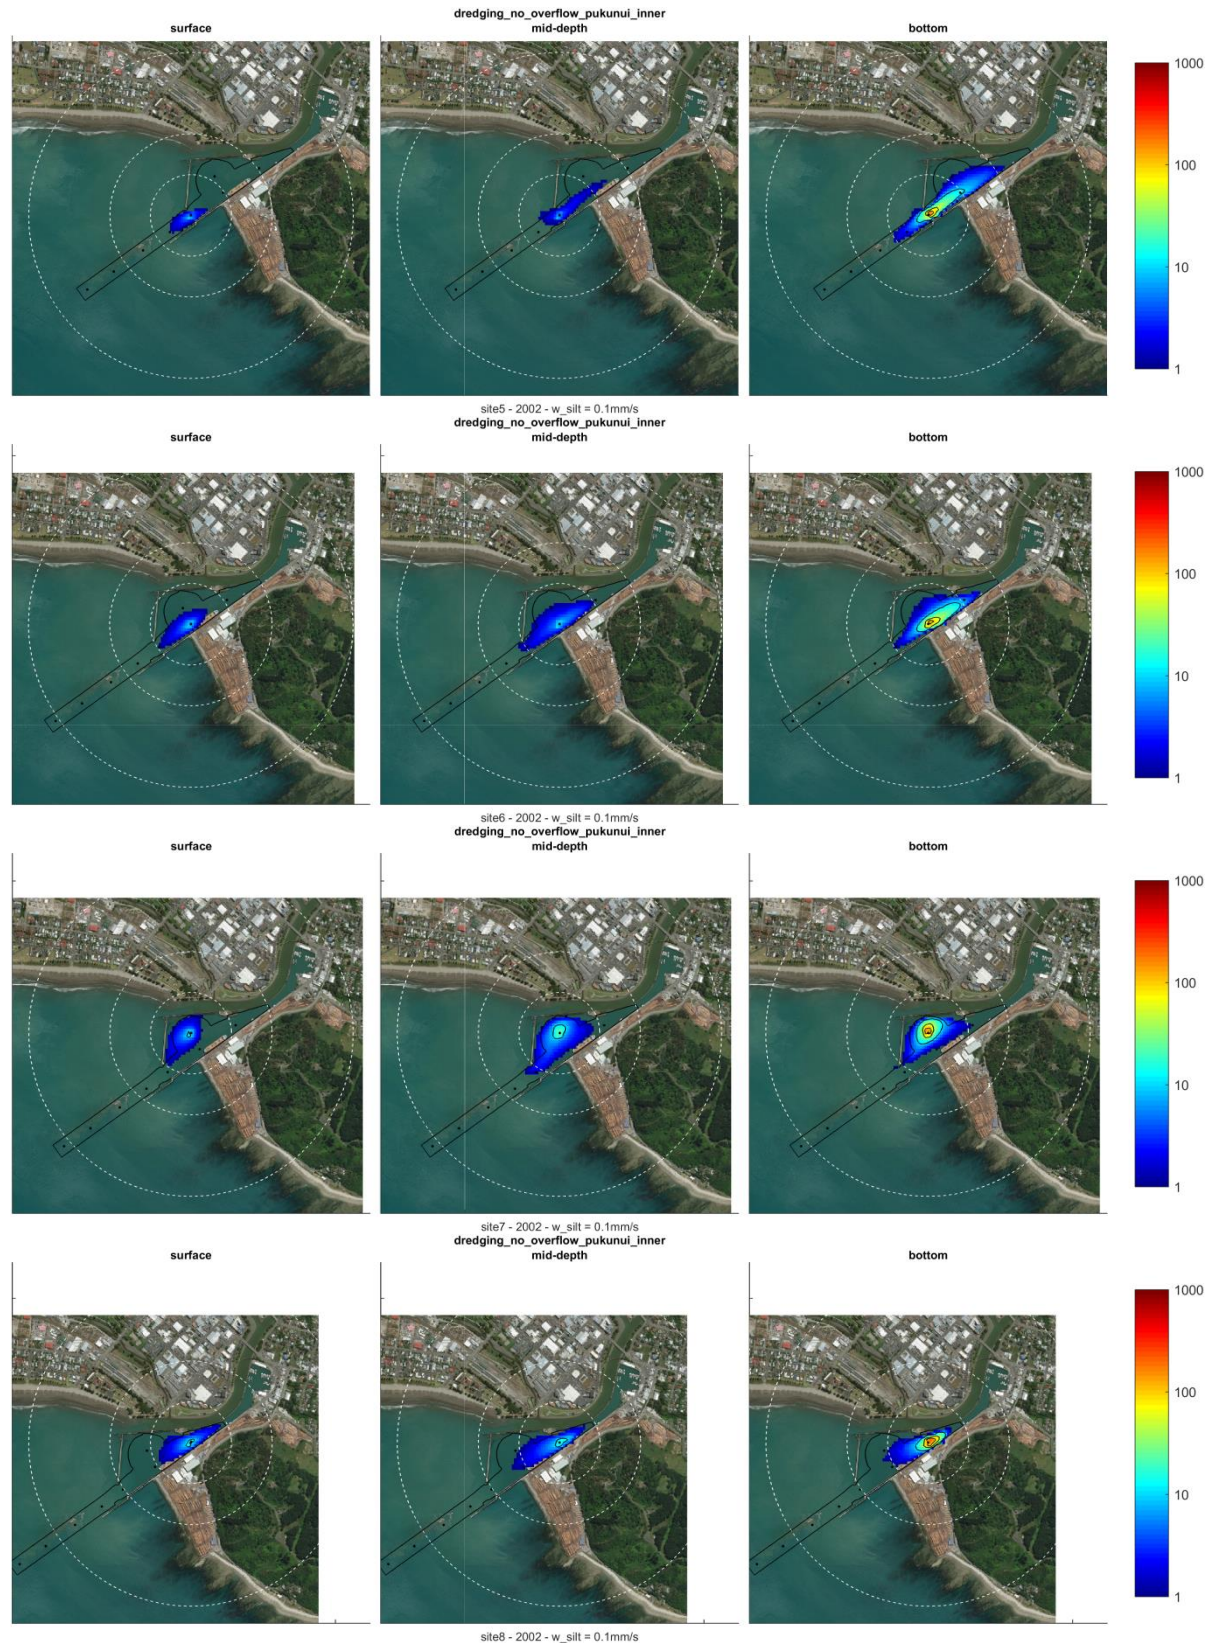 dredging_no_overflow_pukunui_inner
surface mid-depth bottom
1000
100
10
1
site5 - 2002 - w_silt = 0.1mm/s
dredging_no_overflow_pukunui_inner
surface mid-depth bottom
1000
100
10
1
site6 - 2002 - w_silt = 0.1mm/s
dredging_no_overflow_pukunui_inner
surface mid-depth bottom
1000
100
10
1
site7 - 2002 - w_silt = 0.1mm/s
dredging_no_overflow_pukunui_inner
surface mid-depth bottom
1000
100
10
1
site8 - 2002 - w_silt = 0.1mm/s